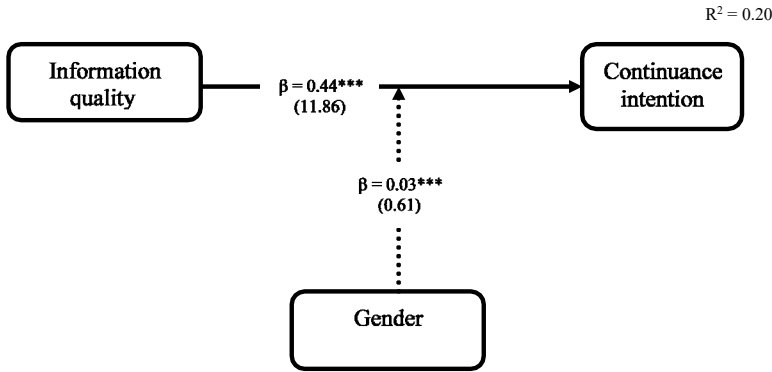 R² = 0.20
Information
quality
β = 0.44***
(11.86)
Continuance
intention
β = 0.03***
(0.61)
Gender